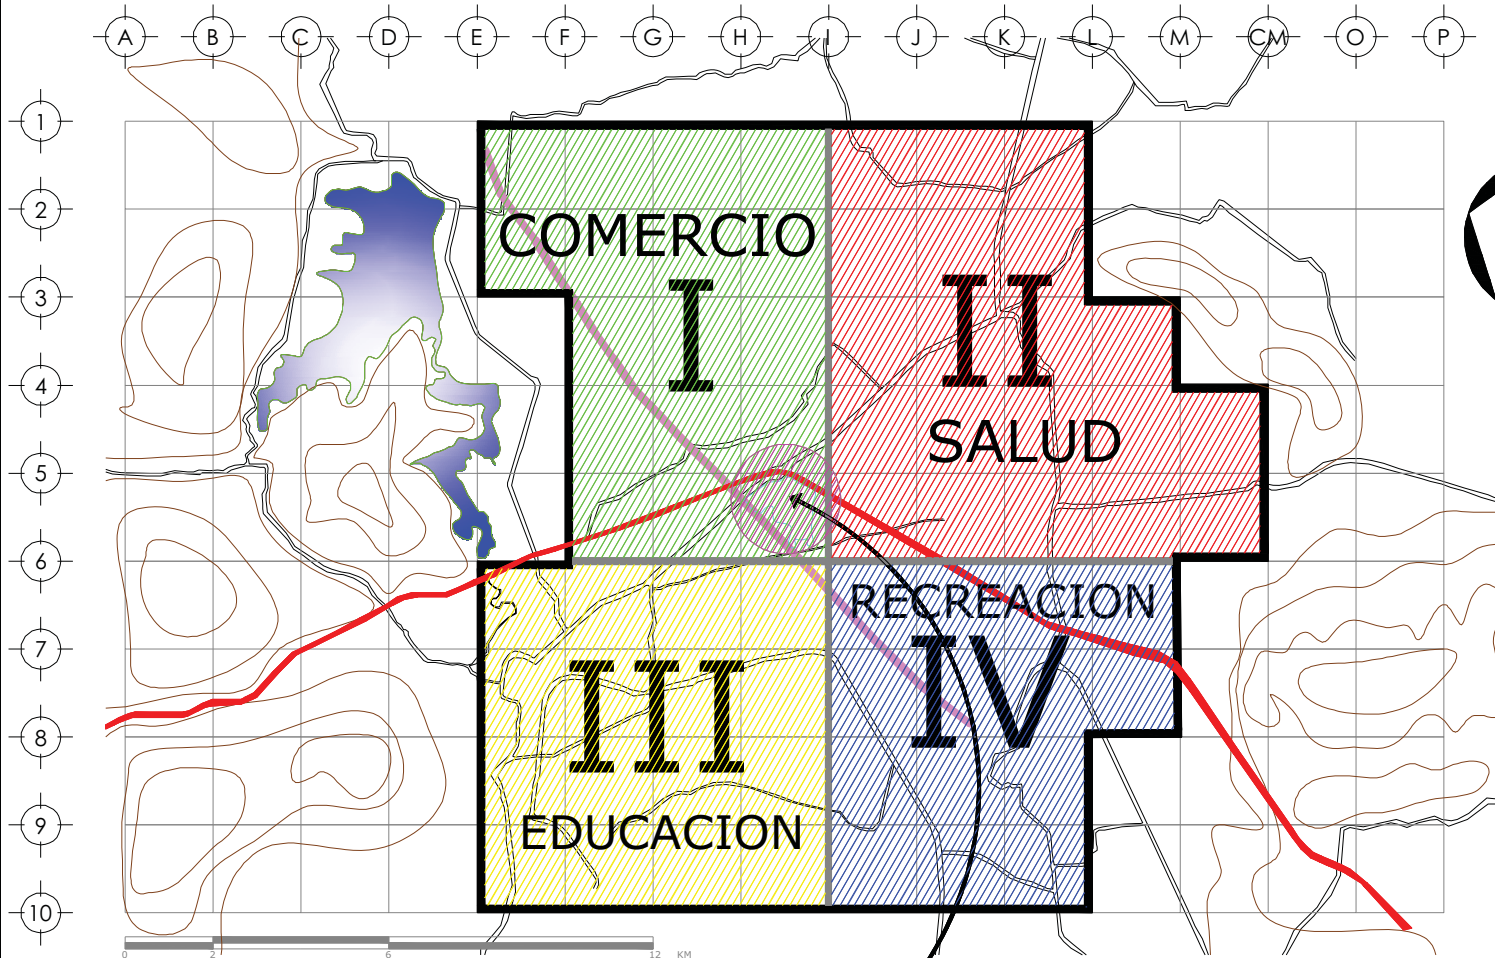 A B C D E F G H I J K L M CM O P
1
2
COMERCIO
3
I II
4
SALUD
5
6
RECREACION
7
III IV
8
9
EDUCACION
10
0 2 6 12 KM